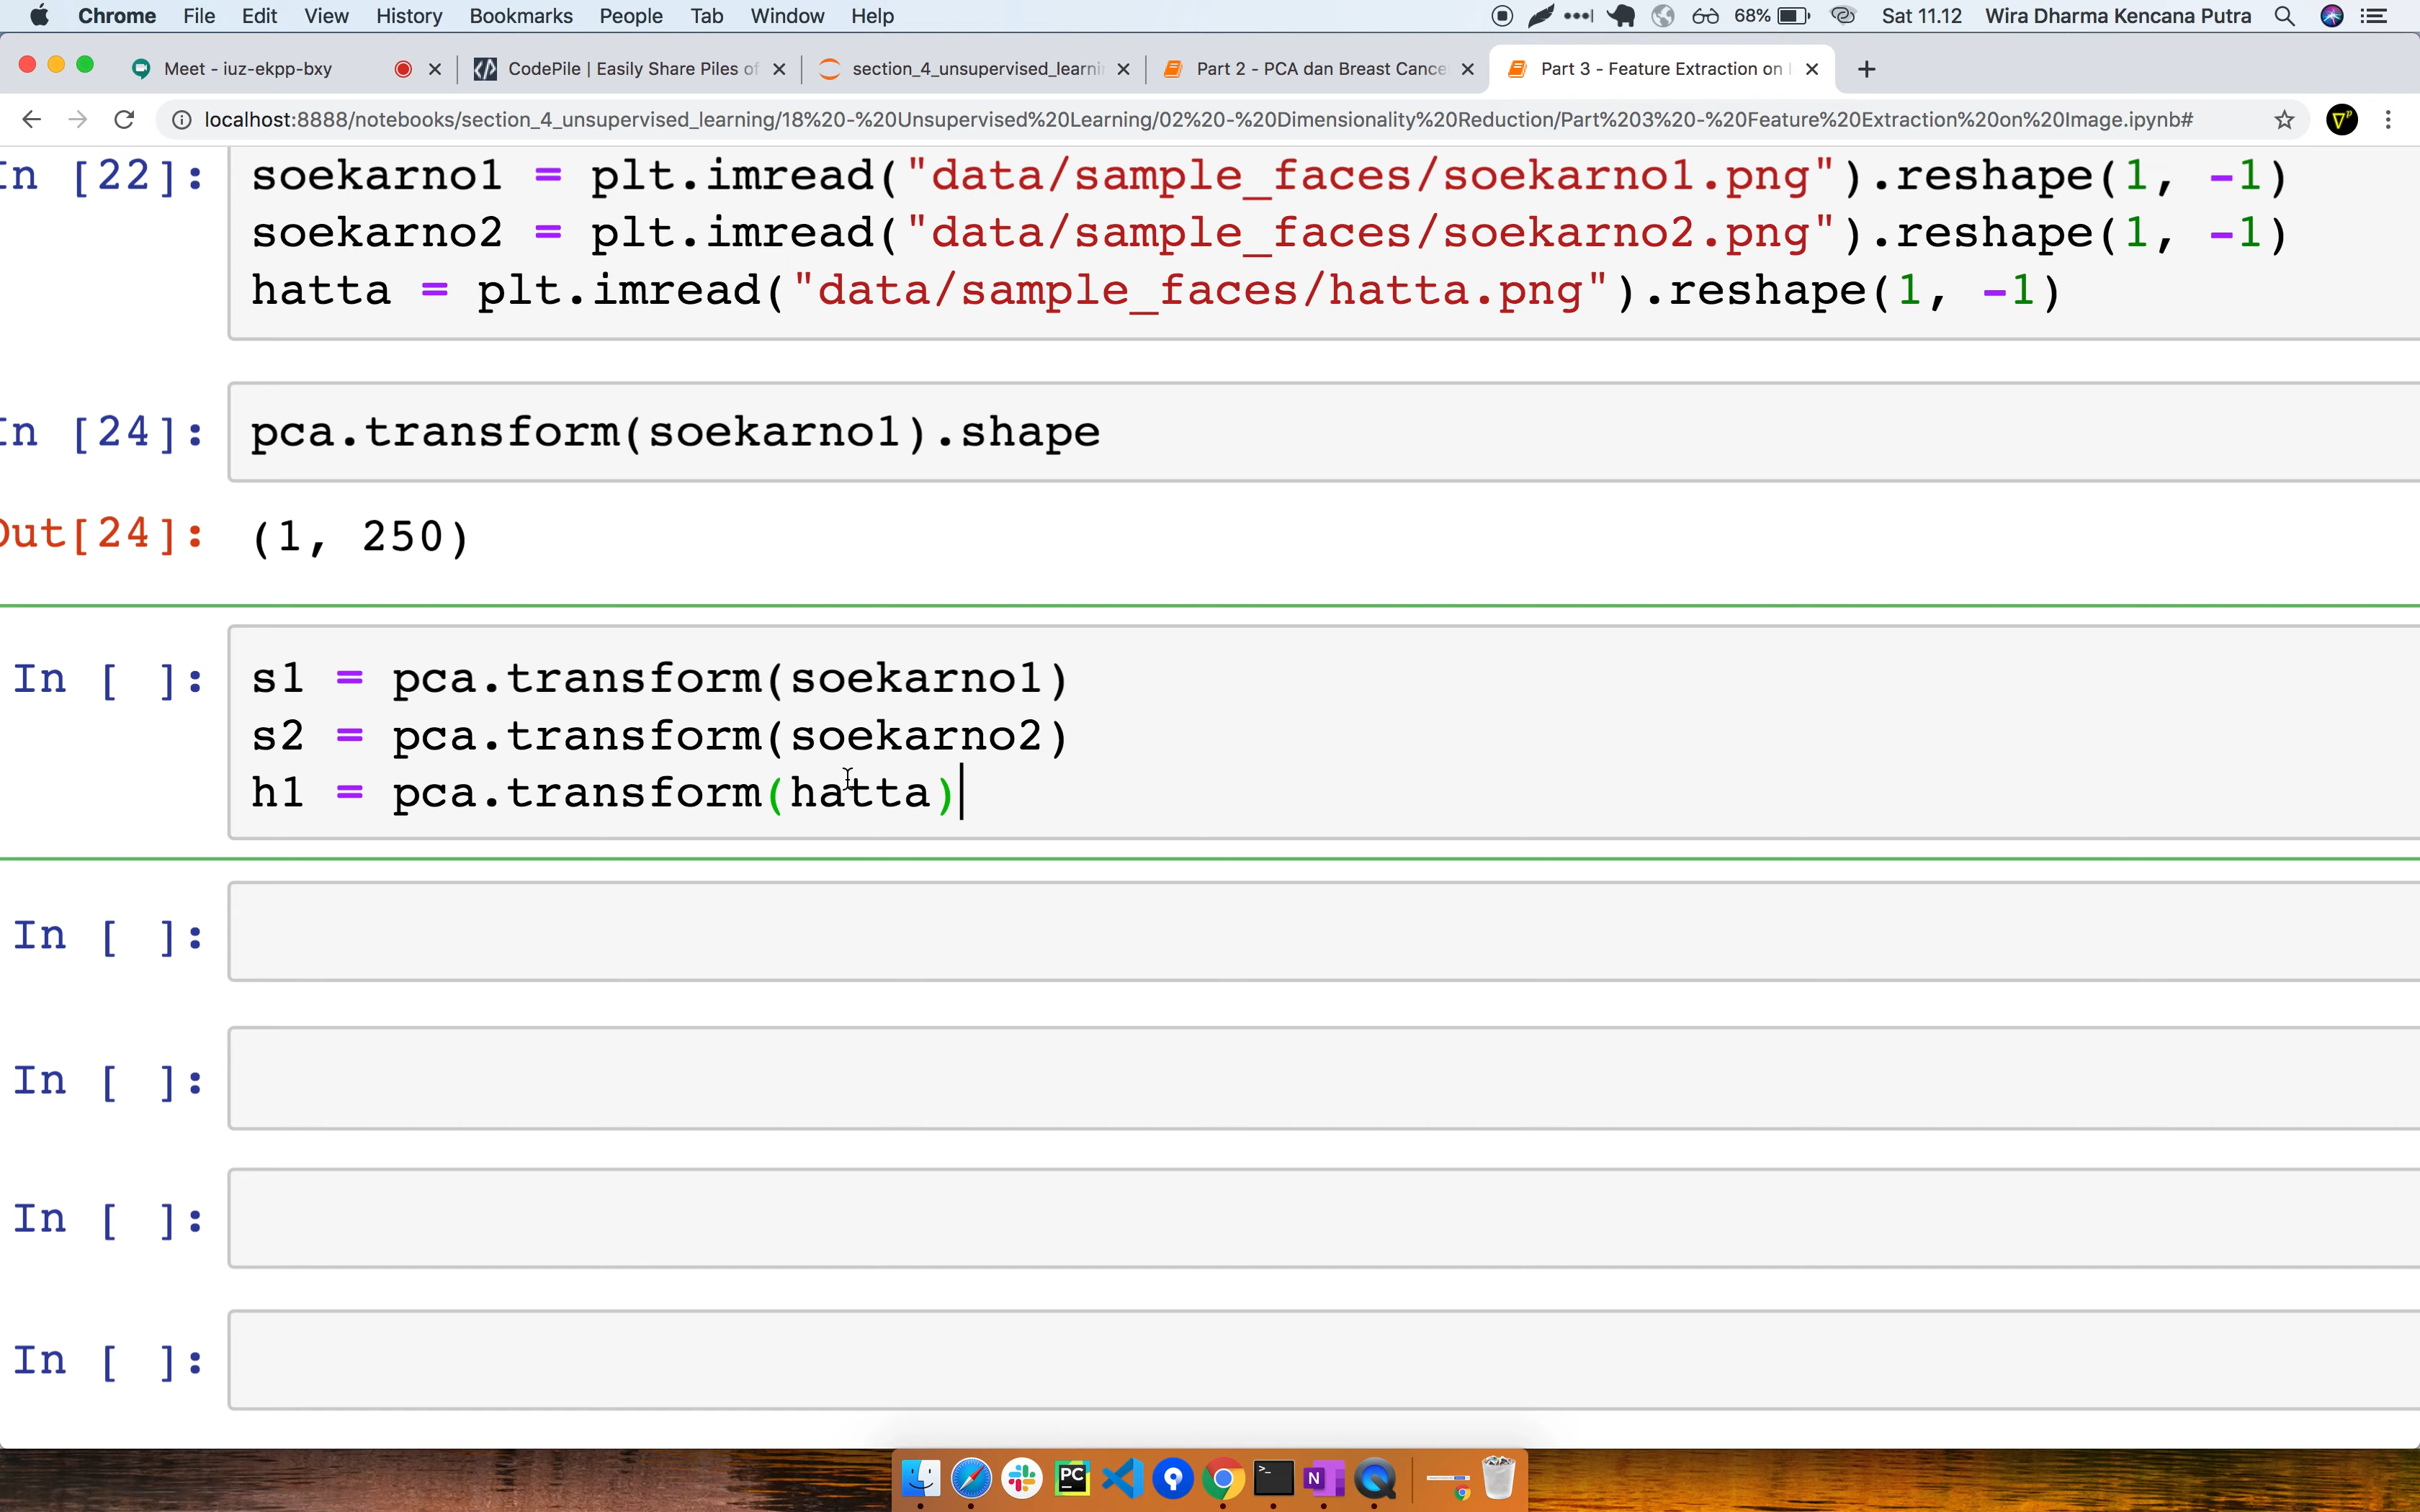 Chrome File Edit View History Bookmarks People Tab Window Help 68% Sat 11.12 Wira Dharma Kencana Putra
Meet - iuz-ekpp-bxy CodePile | Easily Share Piles of section_4_unsupervised_learni Part 2 - PCA dan Breast Cance Part 3 - Feature Extraction on
localhost:8888/notebooks/section_4_unsupervised_learning/18%20-%20Unsupervised%20Learning/02%20-%20Dimensionality%20Reduction/Part%203%20-%20Feature%20Extraction%20on%20Image.ipynb#
In [22]: soekarno1 = plt.imread("data/sample_faces/soekarno1.png").reshape(1, -1)
soekarno2 = plt.imread("data/sample_faces/soekarno2.png").reshape(1, -1)
hatta = plt.imread("data/sample_faces/hatta.png").reshape(1, -1)
In [24]: pca.transform(soekarno1).shape
Out[24]: (1, 250)
In [ ]: s1 = pca.transform(soekarno1)
s2 = pca.transform(soekarno2)
h1 = pca.transform(hatta)
In [ ]:
In [ ]:
In [ ]:
In [ ]: